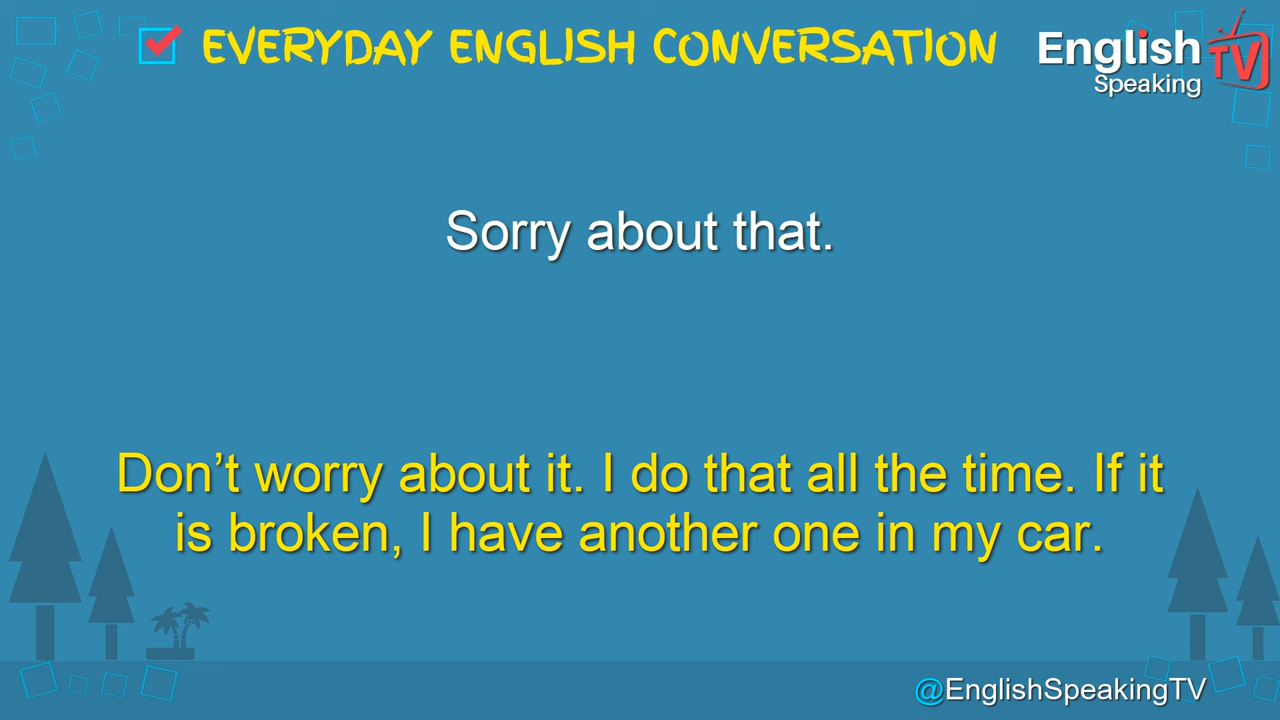 EVERYDAY ENGLISH CONVERSATION
English
Speaking
TV
Sorry about that.
Don’t worry about it. I do that all the time. If it
is broken, I have another one in my car.
@EnglishSpeakingTV